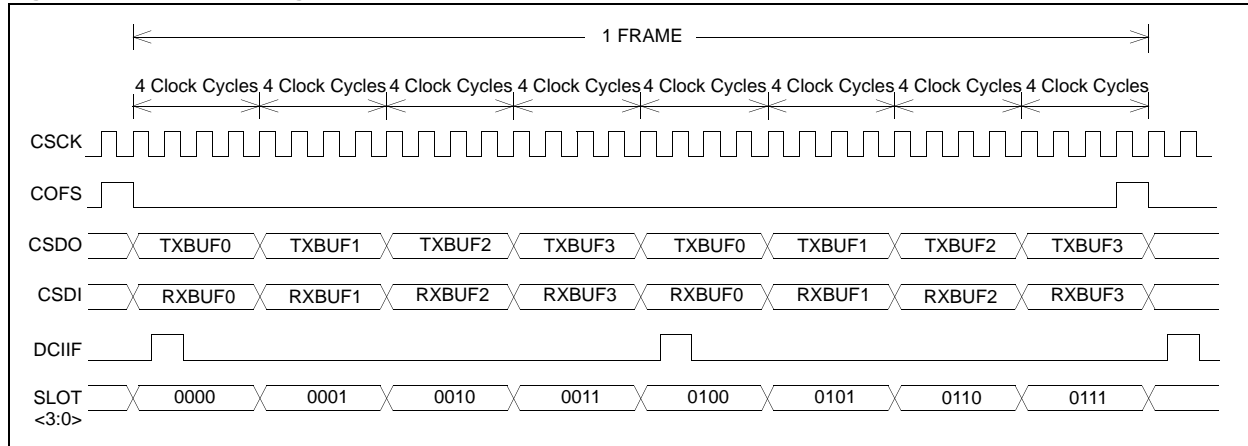 1 FRAME
4 Clock Cycles 4 Clock Cycles 4 Clock Cycles 4 Clock Cycles 4 Clock Cycles 4 Clock Cycles 4 Clock Cycles 4 Clock Cycles
CSCK
COFS
CSDO TXBUF0 TXBUF1 TXBUF2 TXBUF3 TXBUF0 TXBUF1 TXBUF2 TXBUF3
CSDI RXBUF0 RXBUF1 RXBUF2 RXBUF3 RXBUF0 RXBUF1 RXBUF2 RXBUF3
DCIIF
SLOT 0000 0001 0010 0011 0100 0101 0110 0111
<3:0>